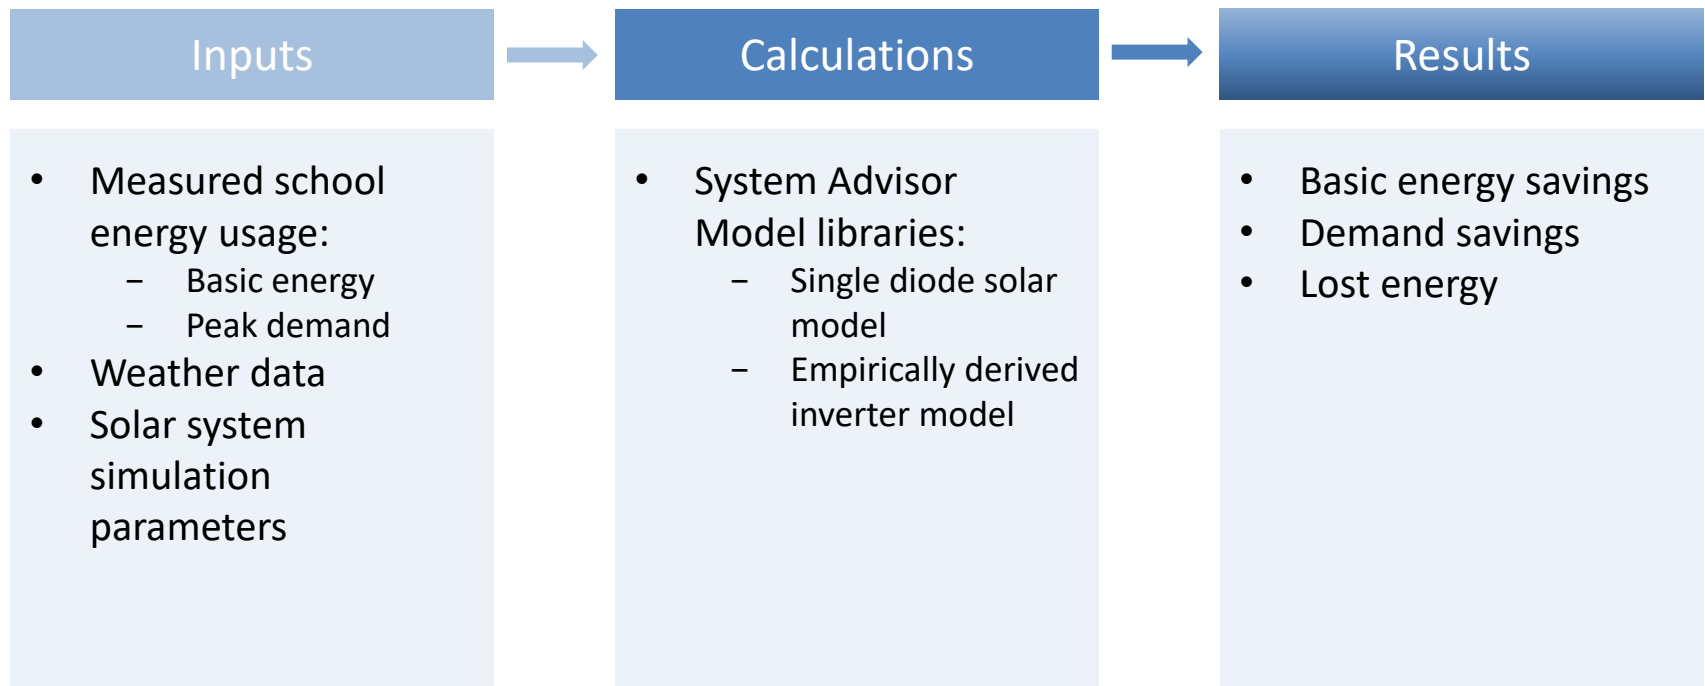 Inputs
Calculations
Results
• Measured school
energy usage:
− Basic energy
− Peak demand
• Weather data
• Solar system
simulation
parameters
• System Advisor
Model libraries:
− Single diode solar
model
− Empirically derived
inverter model
• Basic energy savings
• Demand savings
• Lost energy